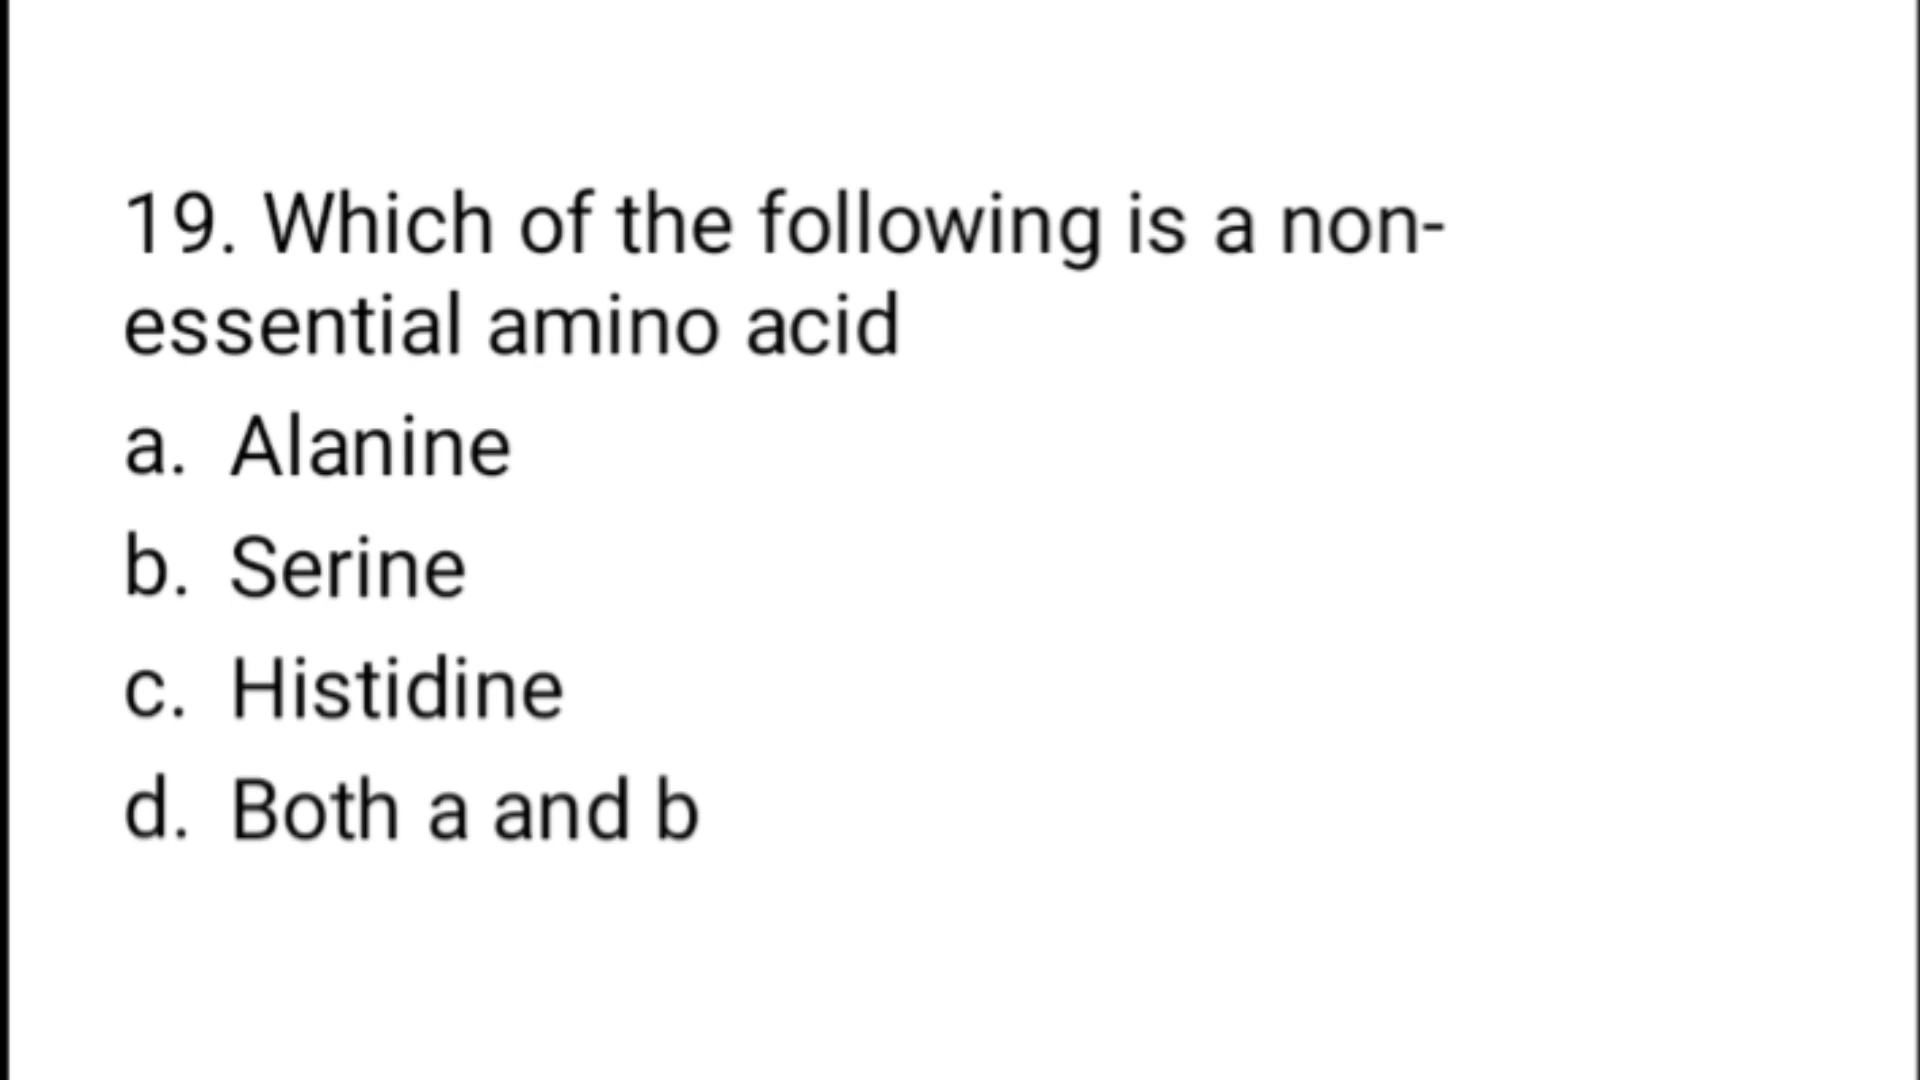 19. Which of the following is a non-
essential amino acid
a. Alanine
b. Serine
c. Histidine
d. Both a and b